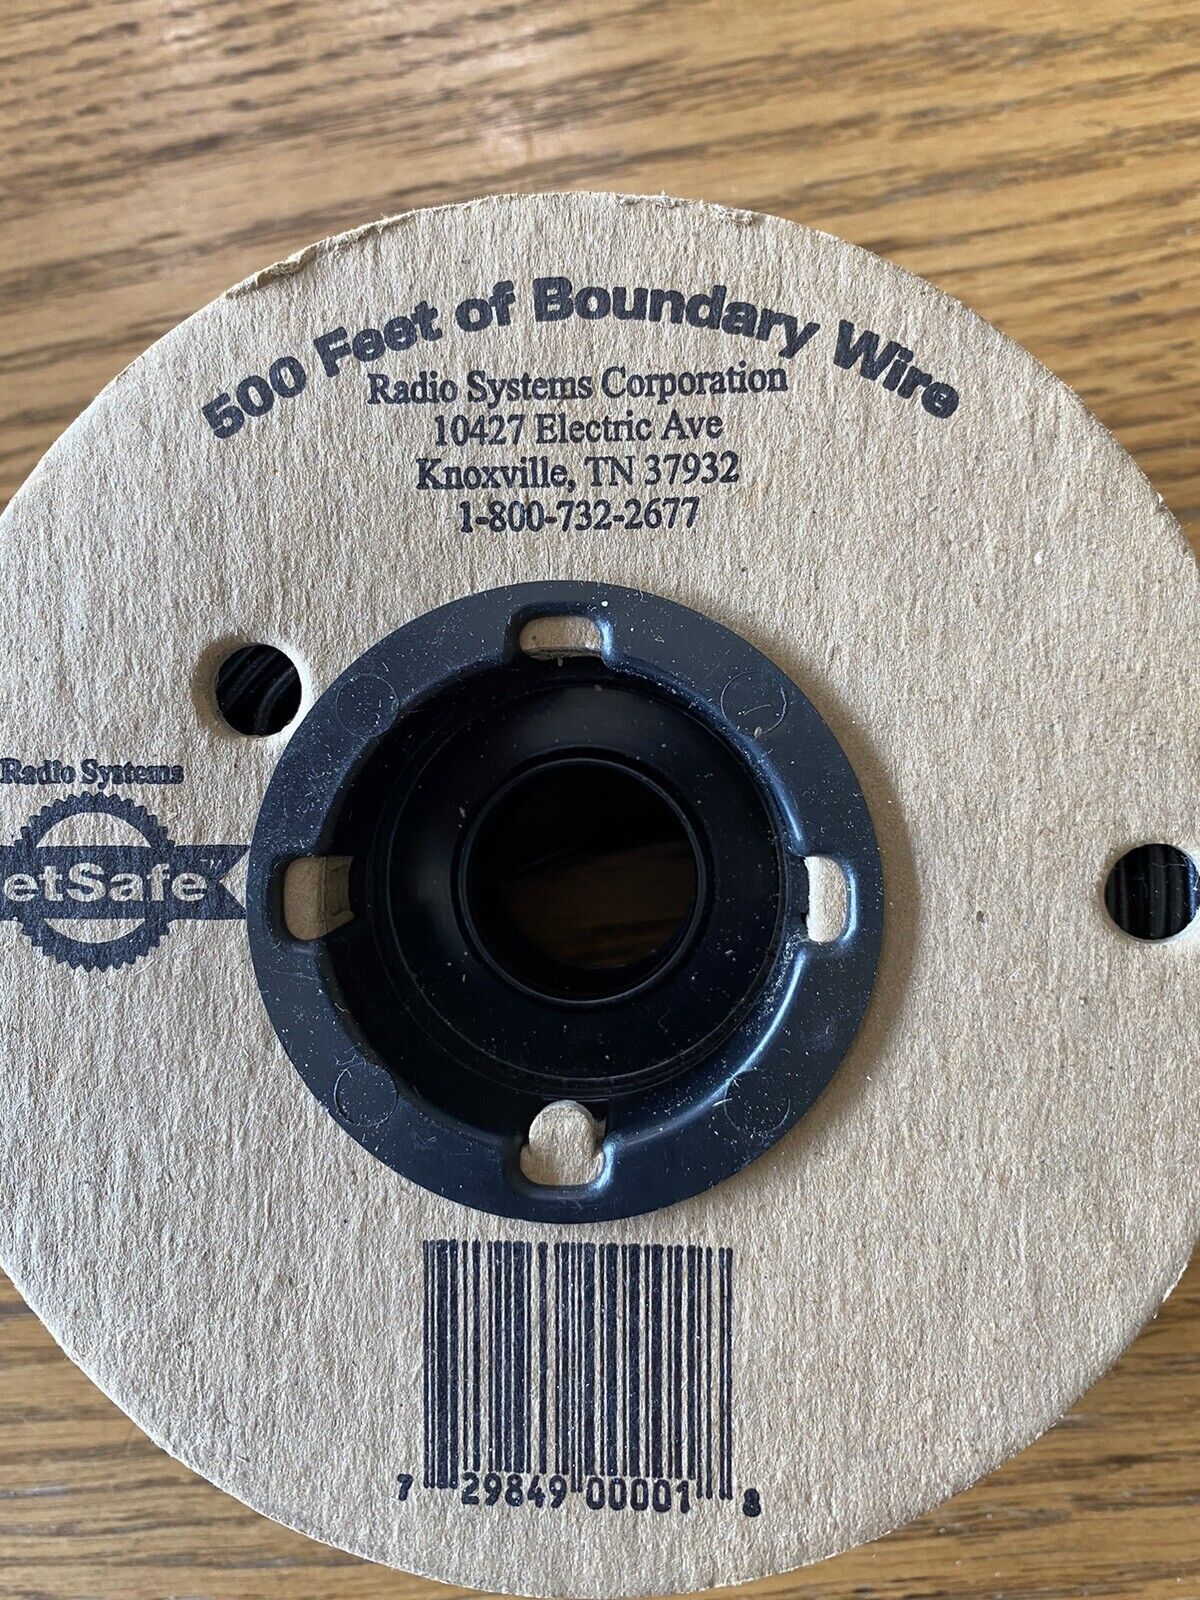 500 Feet of Boundary Wire
Radio Systems Corporation
10427 Electric Ave
Knoxville, TN 37932
1-800-732-2677
Radio Systems
etSafe™
7 29849 00001 8